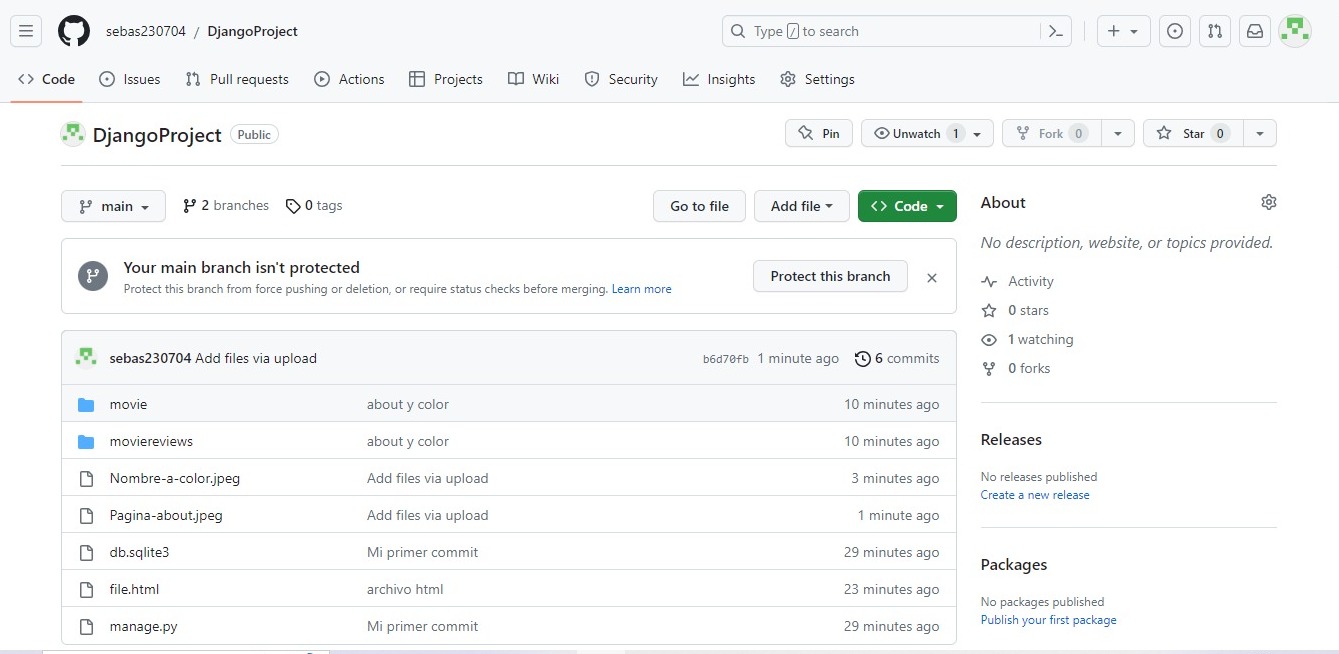 sebas230704 / DjangoProject
Type / to search
Code Issues Pull requests Actions Projects Wiki Security Insights Settings
DjangoProject Public
Pin Unwatch 1 Fork 0 Star 0
main 2 branches 0 tags
Go to file Add file Code
Your main branch isn't protected
Protect this branch from force pushing or deletion, or require status checks before merging. Learn more
Protect this branch
sebas230704 Add files via upload b6d70fb 1 minute ago 6 commits
movie about y color 10 minutes ago
moviereviews about y color 10 minutes ago
Nombre-a-color.jpeg Add files via upload 3 minutes ago
Pagina-about.jpeg Add files via upload 1 minute ago
db.sqlite3 Mi primer commit 29 minutes ago
file.html archivo html 23 minutes ago
manage.py Mi primer commit 29 minutes ago
About
No description, website, or topics provided.
Activity
0 stars
1 watching
0 forks
Releases
No releases published
Create a new release
Packages
No packages published
Publish your first package